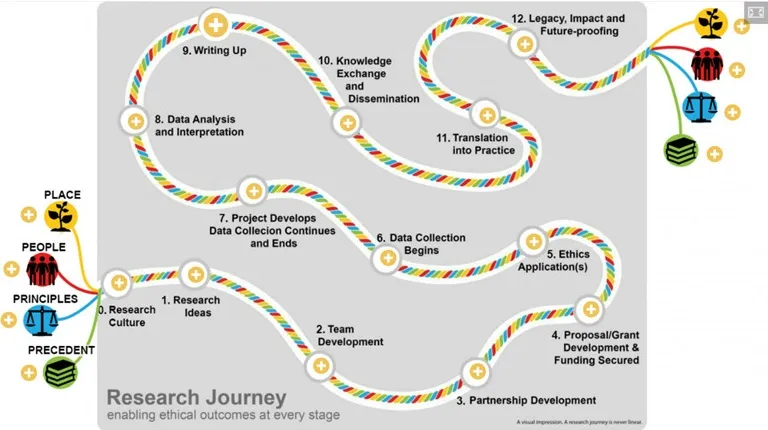 12. Legacy, Impact and
Future-proofing
9. Writing Up
10. Knowledge
Exchange
and
Dissemination
8. Data Analysis
and Interpretation
11. Translation
into Practice
PLACE
7. Project Develops
Data Collecion Continues
and Ends
6. Data Collection
Begins
5. Ethics
Application(s)
PEOPLE
PRINCIPLES
0. Research
Culture
1. Research
Ideas
2. Team
Development
4. Proposal/Grant
Development &
Funding Secured
PRECEDENT
3. Partnership Development
Research Journey
enabling ethical outcomes at every stage
A visual impression. A research journey is never linear.